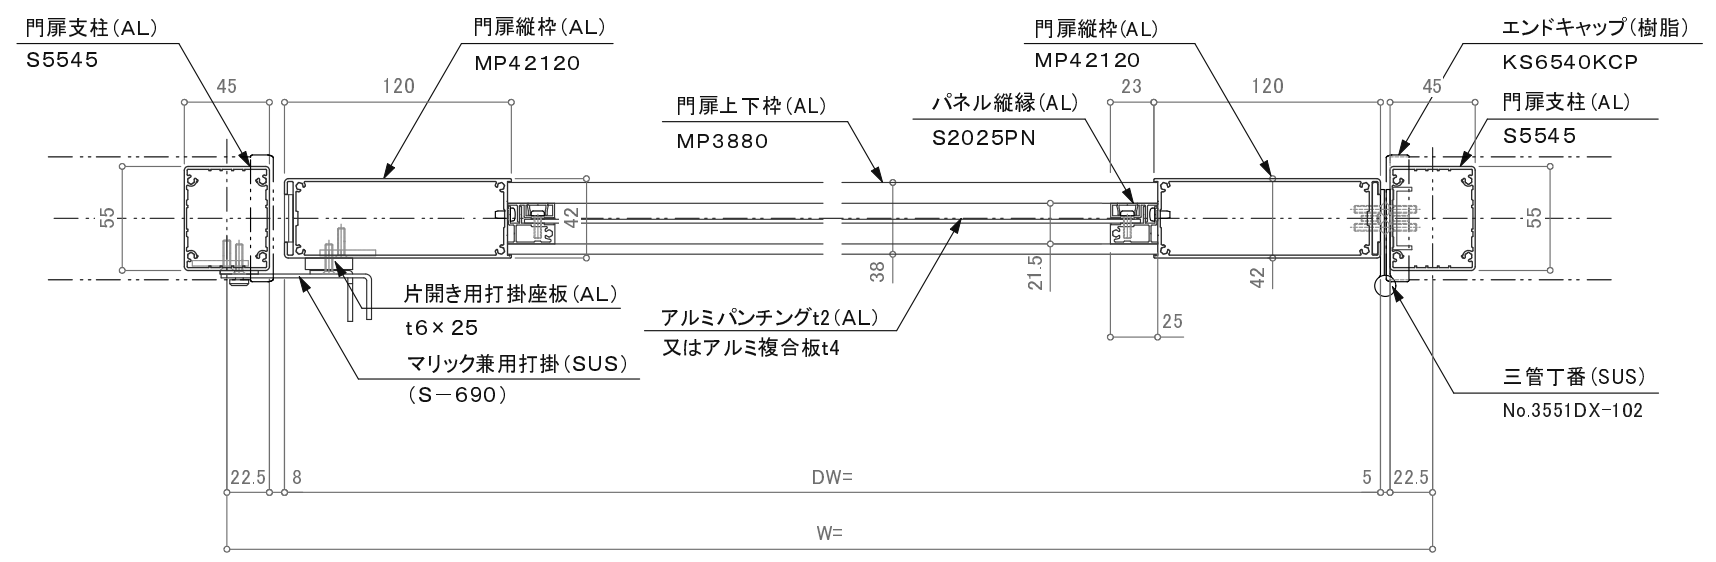 門扉支柱(AL)
S5545
門扉縦枠(AL)
MP42120
門扉縦枠(AL)
MP42120
エンドキャップ(樹脂)
KS6540KCP
45
120
門扉上下枠(AL)
MP3880
パネル縦縁(AL)
S2025PN
23
120
45
門扉支柱(AL)
S5545
55
42
38
21.5
42
55
片開き用打掛座板(AL)
t6×25
アルミパンチングt2(AL)
又はアルミ複合板t4
25
マリック兼用打掛(SUS)
(S－690)
三管丁番(SUS)
No.3551DX-102
22.5
8
DW=
5
22.5
W=